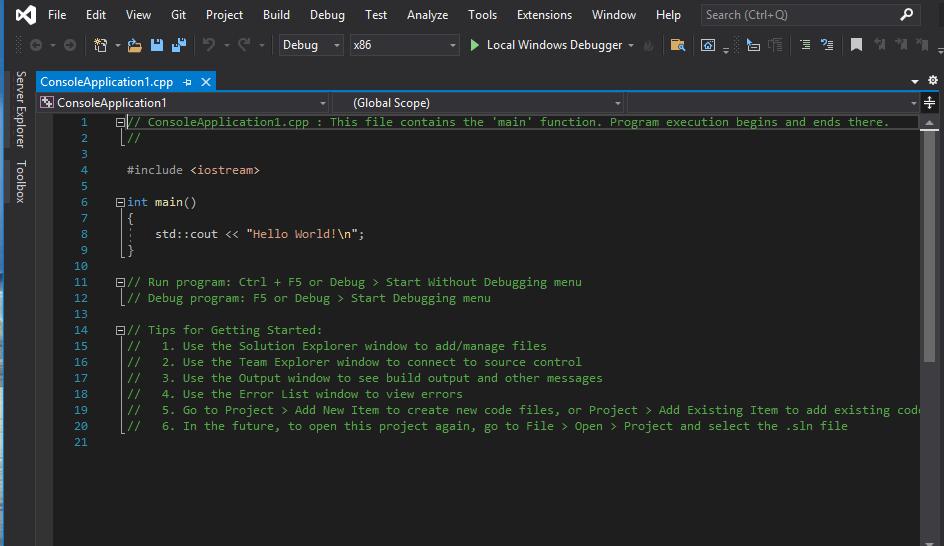 File Edit View Git Project Build Debug Test Analyze Tools Extensions Window Help Search (Ctrl+Q)
Debug x86 Local Windows Debugger
Server Explorer
Toolbox
ConsoleApplication1.cpp
ConsoleApplication1 (Global Scope)
1 // ConsoleApplication1.cpp : This file contains the 'main' function. Program execution begins and ends there.
2 //
3
4 #include <iostream>
5
6 int main()
7 {
8 std::cout << "Hello World!\n";
9 }
10
11 // Run program: Ctrl + F5 or Debug > Start Without Debugging menu
12 // Debug program: F5 or Debug > Start Debugging menu
13
14 // Tips for Getting Started:
15 // 1. Use the Solution Explorer window to add/manage files
16 // 2. Use the Team Explorer window to connect to source control
17 // 3. Use the Output window to see build output and other messages
18 // 4. Use the Error List window to view errors
19 // 5. Go to Project > Add New Item to create new code files, or Project > Add Existing Item to add existing cod
20 // 6. In the future, to open this project again, go to File > Open > Project and select the .sln file
21